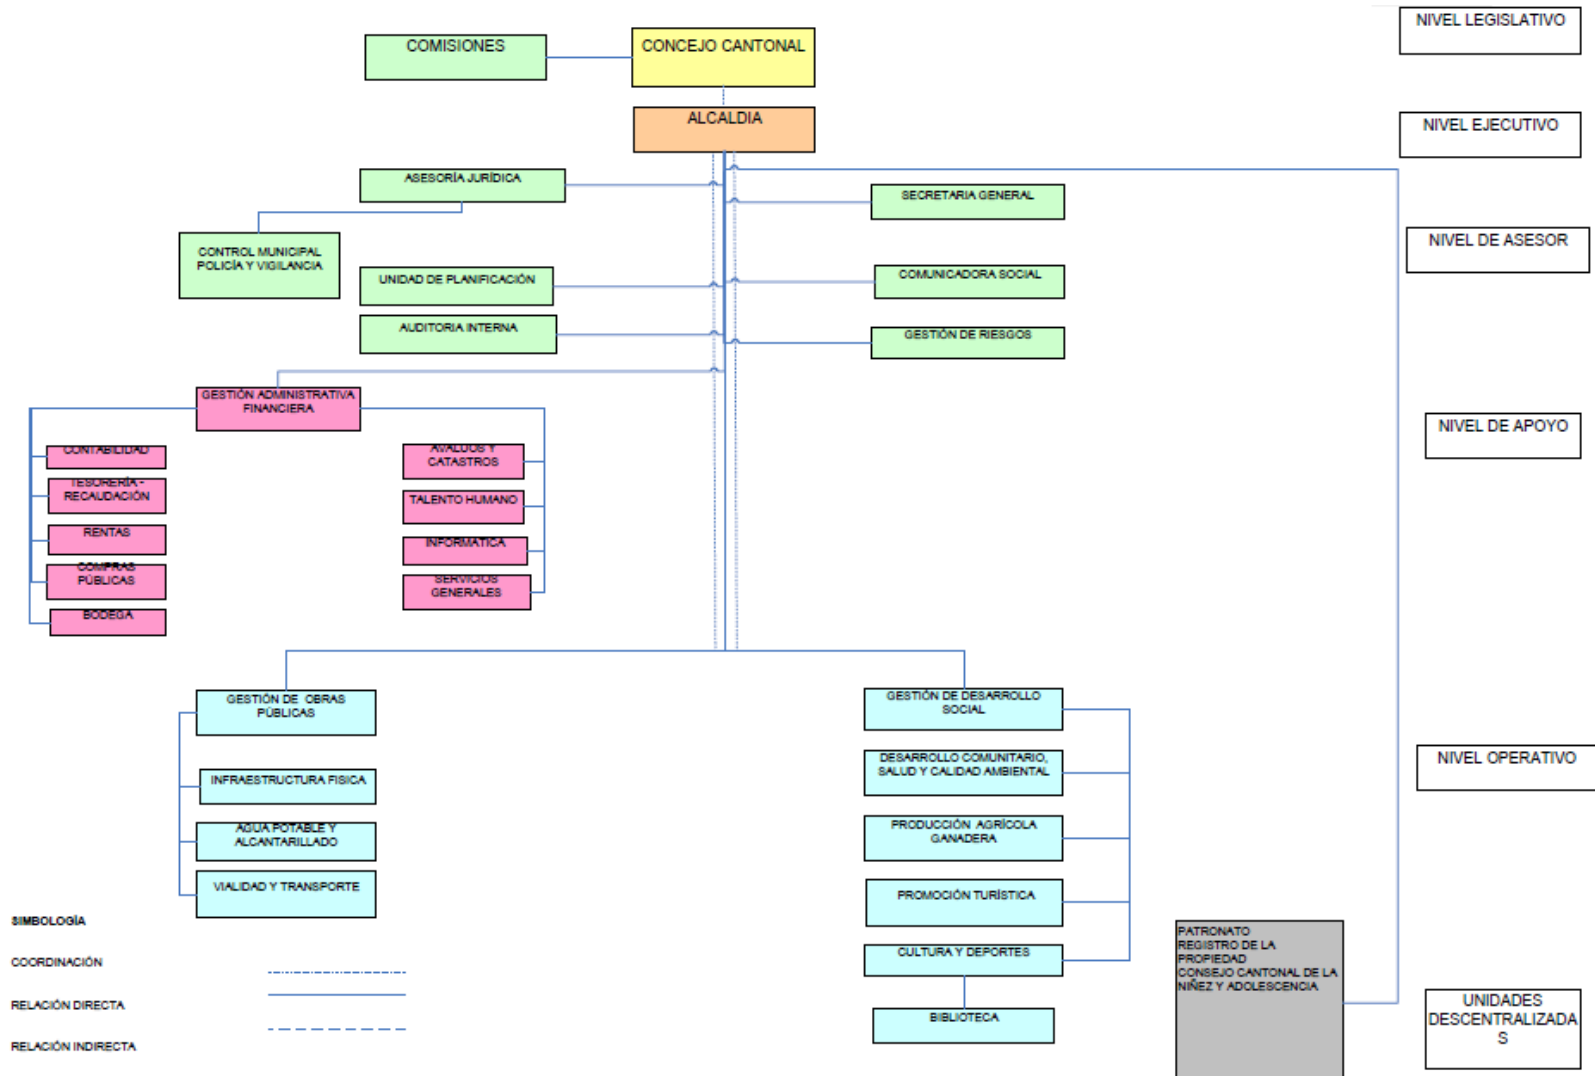 NIVEL LEGISLATIVO
COMISIONES
CONCEJO CANTONAL
ALCALDIA
NIVEL EJECUTIVO
ASESORÍA JURÍDICA
SECRETARIA GENERAL
NIVEL DE ASESOR
CONTROL MUNICIPAL
POLICÍA Y VIGILANCIA
UNIDAD DE PLANIFICACIÓN
COMUNICADORA SOCIAL
AUDITORIA INTERNA
GESTIÓN DE RIESGOS
GESTIÓN ADMINISTRATIVA
FINANCIERA
NIVEL DE APOYO
CONTABILIDAD
TESORERÍA -
RECAUDACIÓN
RENTAS
COMPRAS
PÚBLICAS
BODEGA
AVALUOS Y
CATASTROS
TALENTO HUMANO
INFORMATICA
SERVICIOS
GENERALES
GESTIÓN DE OBRAS
PÚBLICAS
INFRAESTRUCTURA FISICA
AGUA POTABLE Y
ALCANTARILLADO
VIALIDAD Y TRANSPORTE
GESTIÓN DE DESARROLLO
SOCIAL
DESARROLLO COMUNITARIO,
SALUD Y CALIDAD AMBIENTAL
PRODUCCIÓN AGRÍCOLA
GANADERA
PROMOCIÓN TURÍSTICA
CULTURA Y DEPORTES
BIBLIOTECA
NIVEL OPERATIVO
SIMBOLOGÍA
COORDINACIÓN
RELACIÓN DIRECTA
RELACIÓN INDIRECTA
PATRONATO
REGISTRO DE LA
PROPIEDAD
CONSEJO CANTONAL DE LA
NIÑEZ Y ADOLESCENCIA
UNIDADES
DESCENTRALIZADA
S